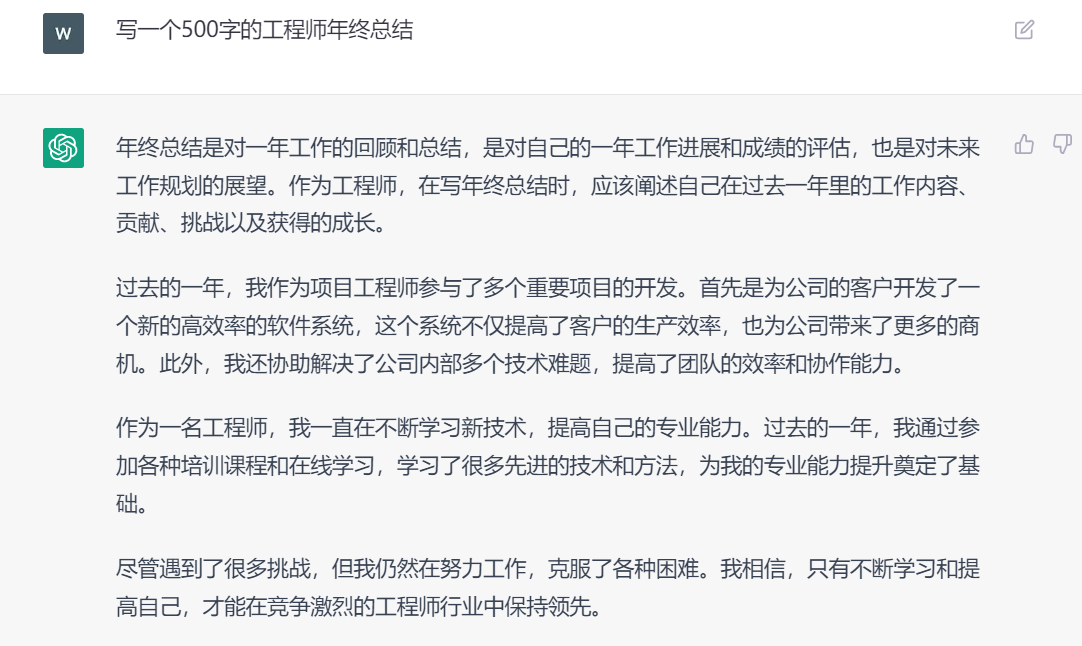 W
写一个500字的工程师年终总结
年终总结是对一年工作的回顾和总结，是对自己的一年工作进展和成绩的评估，也是对未来
工作规划的展望。作为工程师，在写年终总结时，应该阐述自己在过去一年里的工作内容、
贡献、挑战以及获得的成长。
过去的一年，我作为项目工程师参与了多个重要项目的开发。首先是为公司的客户开发了一
个新的高效率的软件系统，这个系统不仅提高了客户的生产效率，也为公司带来了更多的商
机。此外，我还协助解决了公司内部多个技术难题，提高了团队的效率和协作能力。
作为一名工程师，我一直在不断学习新技术，提高自己的专业能力。过去的一年，我通过参
加各种培训课程和在线学习，学习了很多先进的技术和方法，为我的专业能力提升奠定了基
础。
尽管遇到了很多挑战，但我仍然在努力工作，克服了各种困难。我相信，只有不断学习和提
高自己，才能在竞争激烈的工程师行业中保持领先。